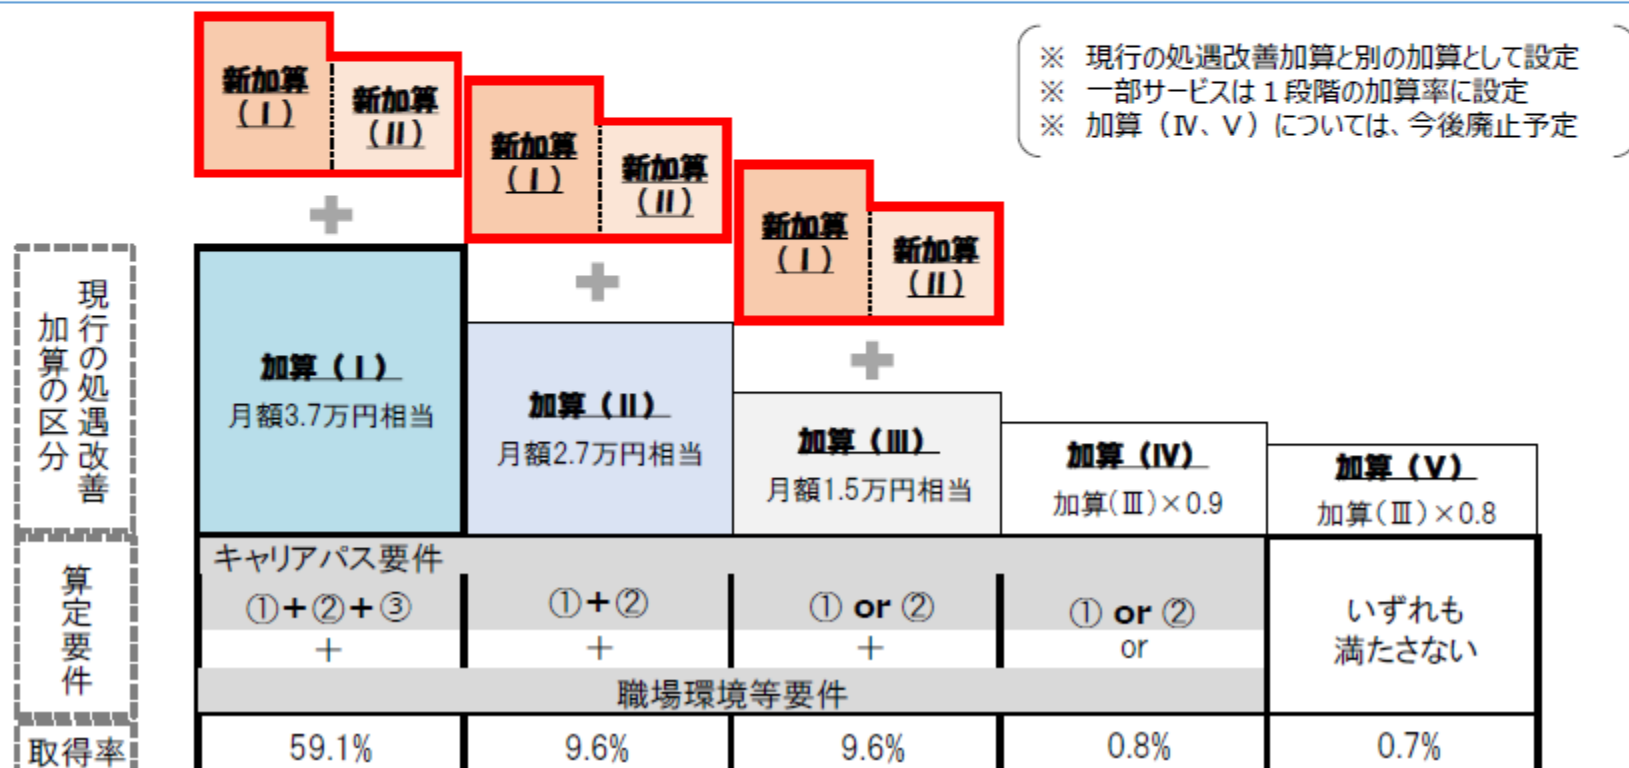 ※ 現行の処遇改善加算と別の加算として設定
※ 一部サービスは1段階の加算率に設定
※ 加算（Ⅳ、Ⅴ）については、今後廃止予定
新加算
（Ⅰ）
新加算
（Ⅱ）
新加算
（Ⅰ）
新加算
（Ⅱ）
新加算
（Ⅰ）
新加算
（Ⅱ）
+
+
+
現行の処遇改善
加算の区分
加算（Ⅰ）
月額3.7万円相当
加算（Ⅱ）
月額2.7万円相当
加算（Ⅲ）
月額1.5万円相当
加算（Ⅳ）
加算(Ⅲ)×0.9
加算（Ⅴ）
加算(Ⅲ)×0.8
算定要件
キャリアパス要件
①+②+③
①+②
① or ②
① or ②
いずれも
満たさない
+
+
+
or
職場環境等要件
取得率
59.1%
9.6%
9.6%
0.8%
0.7%